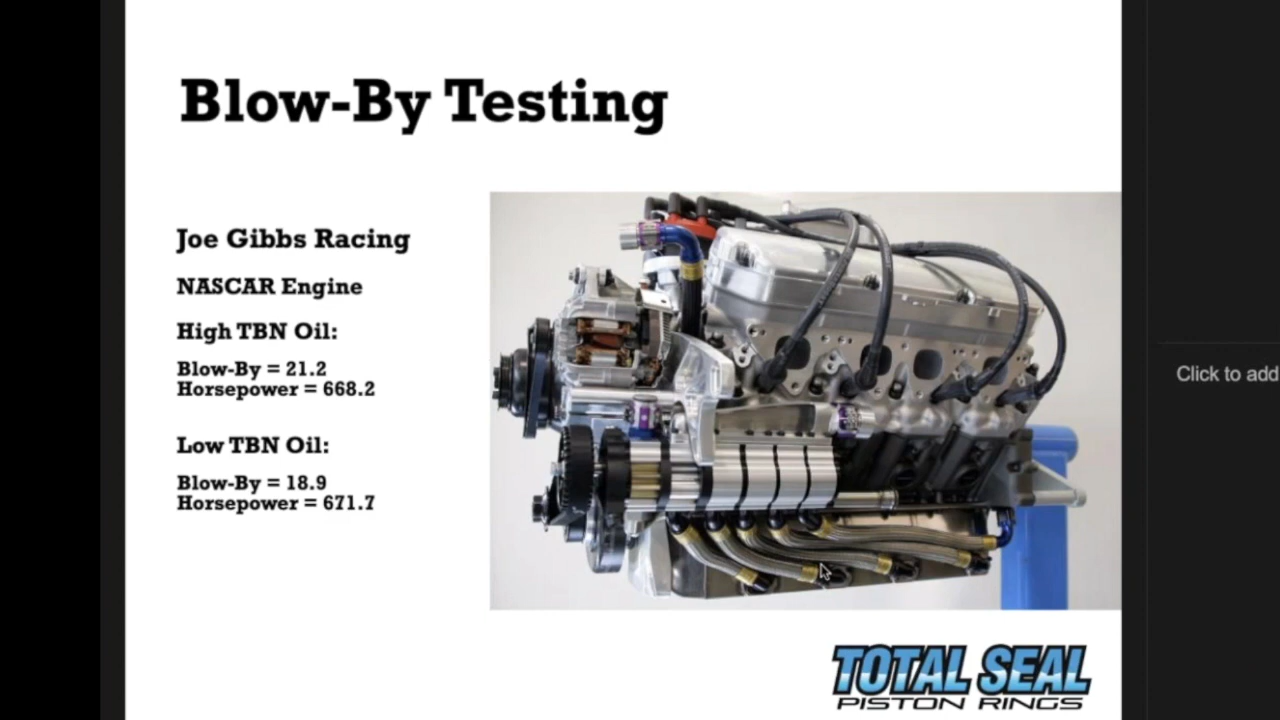 Blow-By Testing
Joe Gibbs Racing
NASCAR Engine
High TBN Oil:
Blow-By = 21.2
Horsepower = 668.2
Low TBN Oil:
Blow-By = 18.9
Horsepower = 671.7
Click to add
TOTAL SEAL
PISTON RINGS